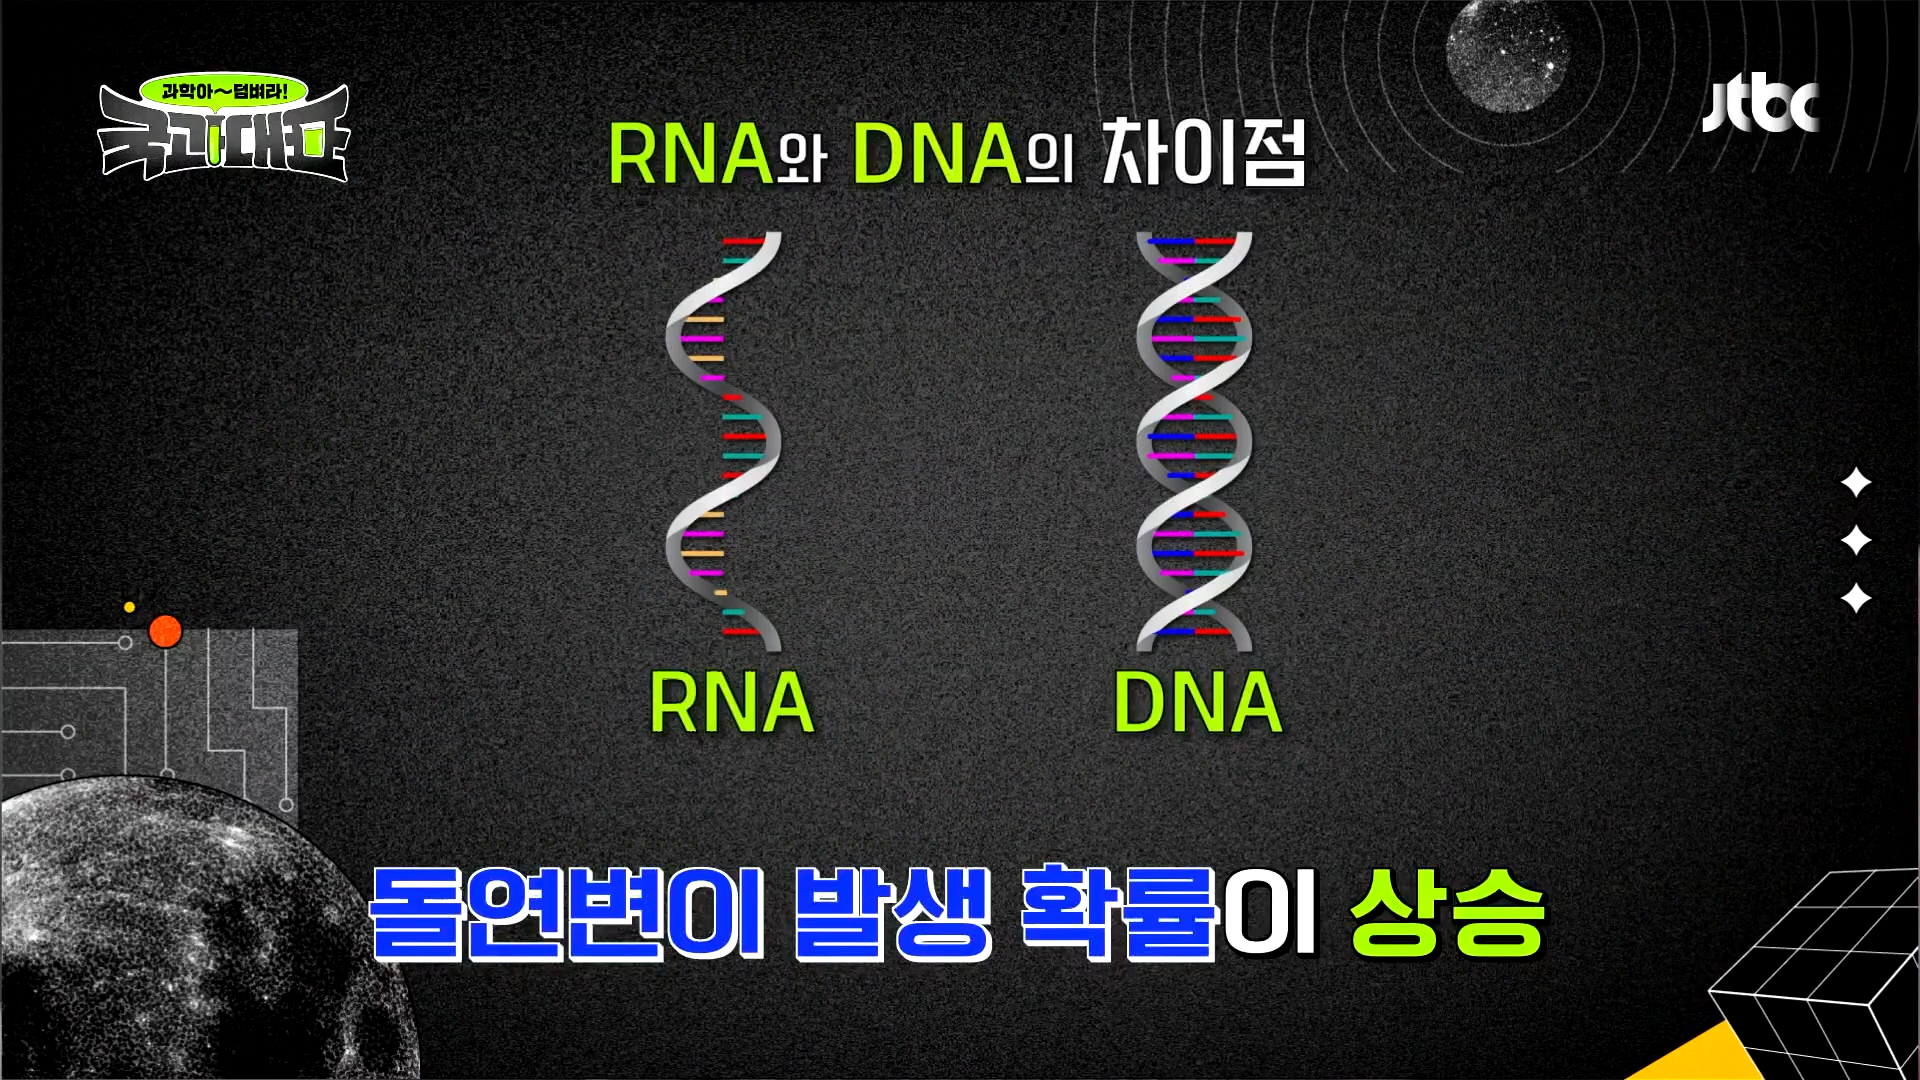 과학아~덤벼라!
국과대표
jtbc
RNA와 DNA의 차이점
RNA
DNA
돌연변이 발생 확률이 상승